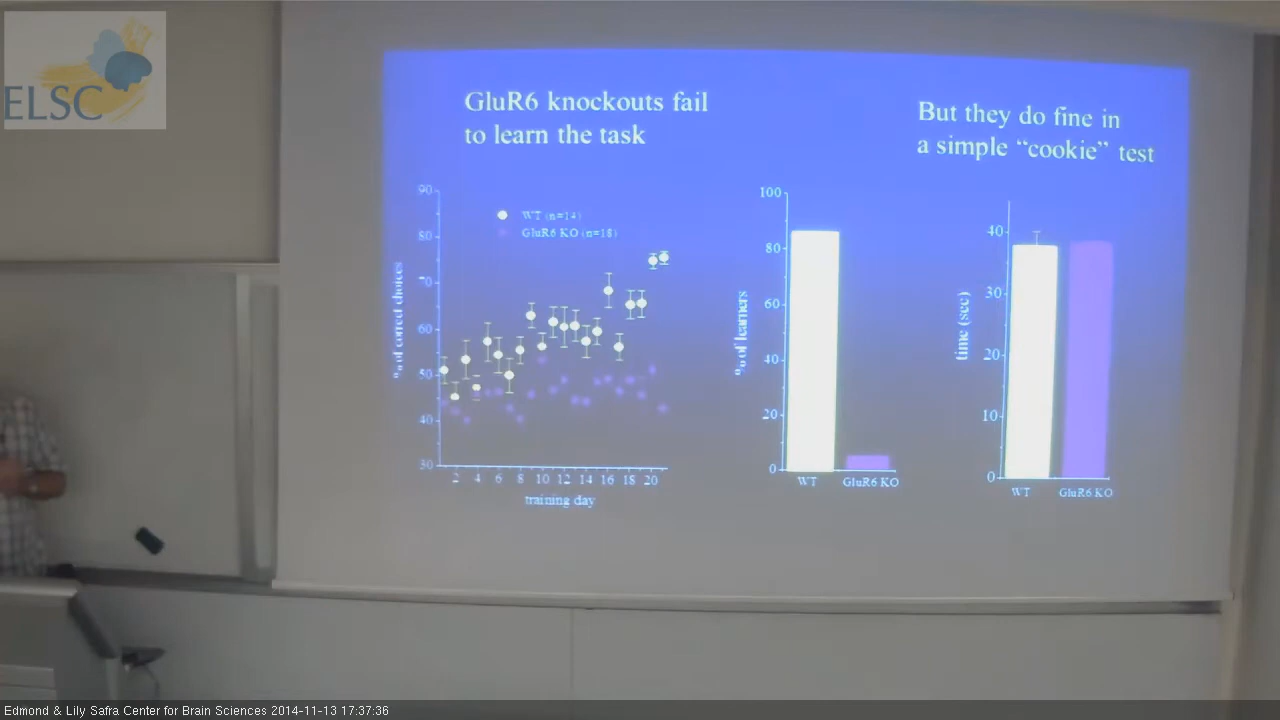 ELSC
GluR6 knockouts fail
to learn the task
But they do fine in
a simple “cookie” test
90
80
70
60
50
40
30
% of correct choices
WT (n=14)
GluR6 KO (n=18)
2 4 6 8 10 12 14 16 18 20
training day
100
80
60
40
20
0
% of learners
WT GluR6 KO
40
30
20
10
0
time (sec)
WT GluR6 KO
Edmond & Lily Safra Center for Brain Sciences 2014-11-13 17:37:36